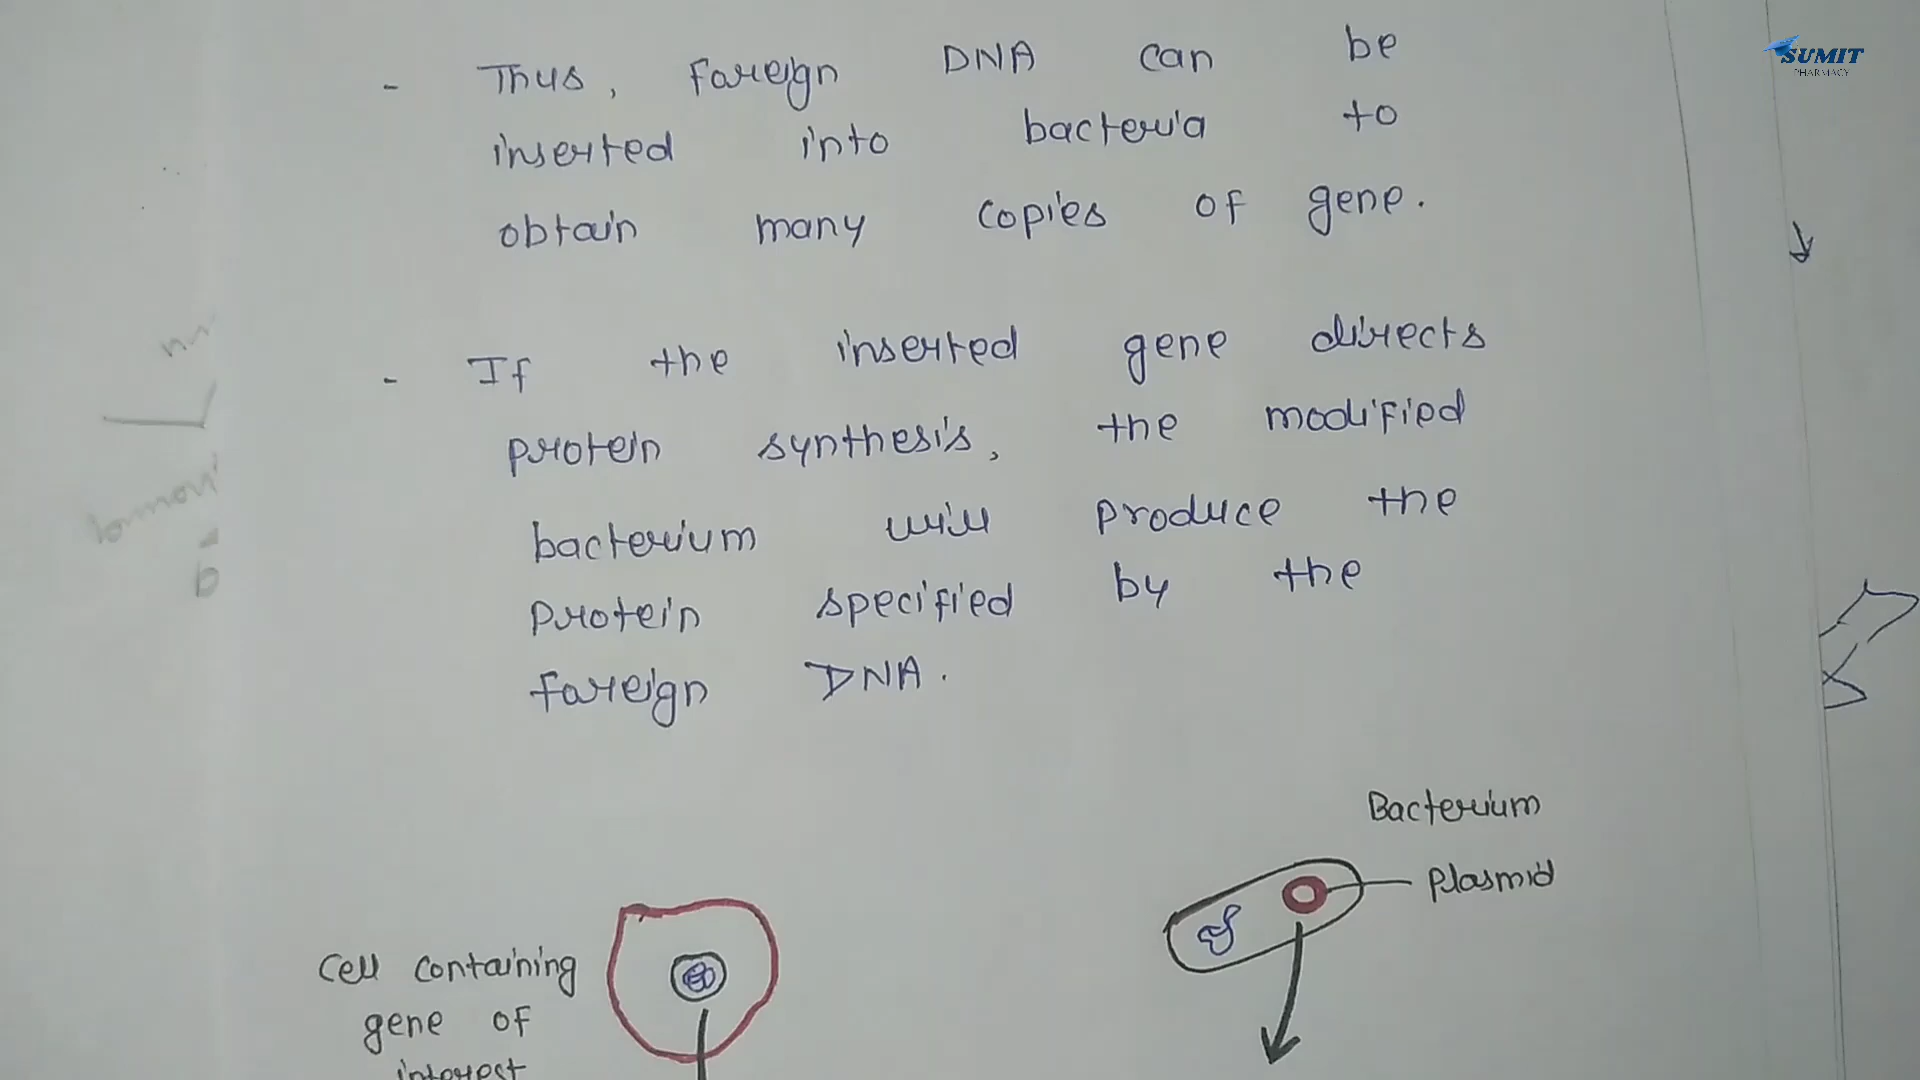 SUMIT
PHARMACY
- Thus, foreign DNA can be
inserted into bacteria to
obtain many copies of gene.
- If the inserted gene directs
protein synthesis, the modified
bacterium will produce the
protein specified by the
foreign DNA.
Bacterium
Plasmid
Cell containing
gene of
interest